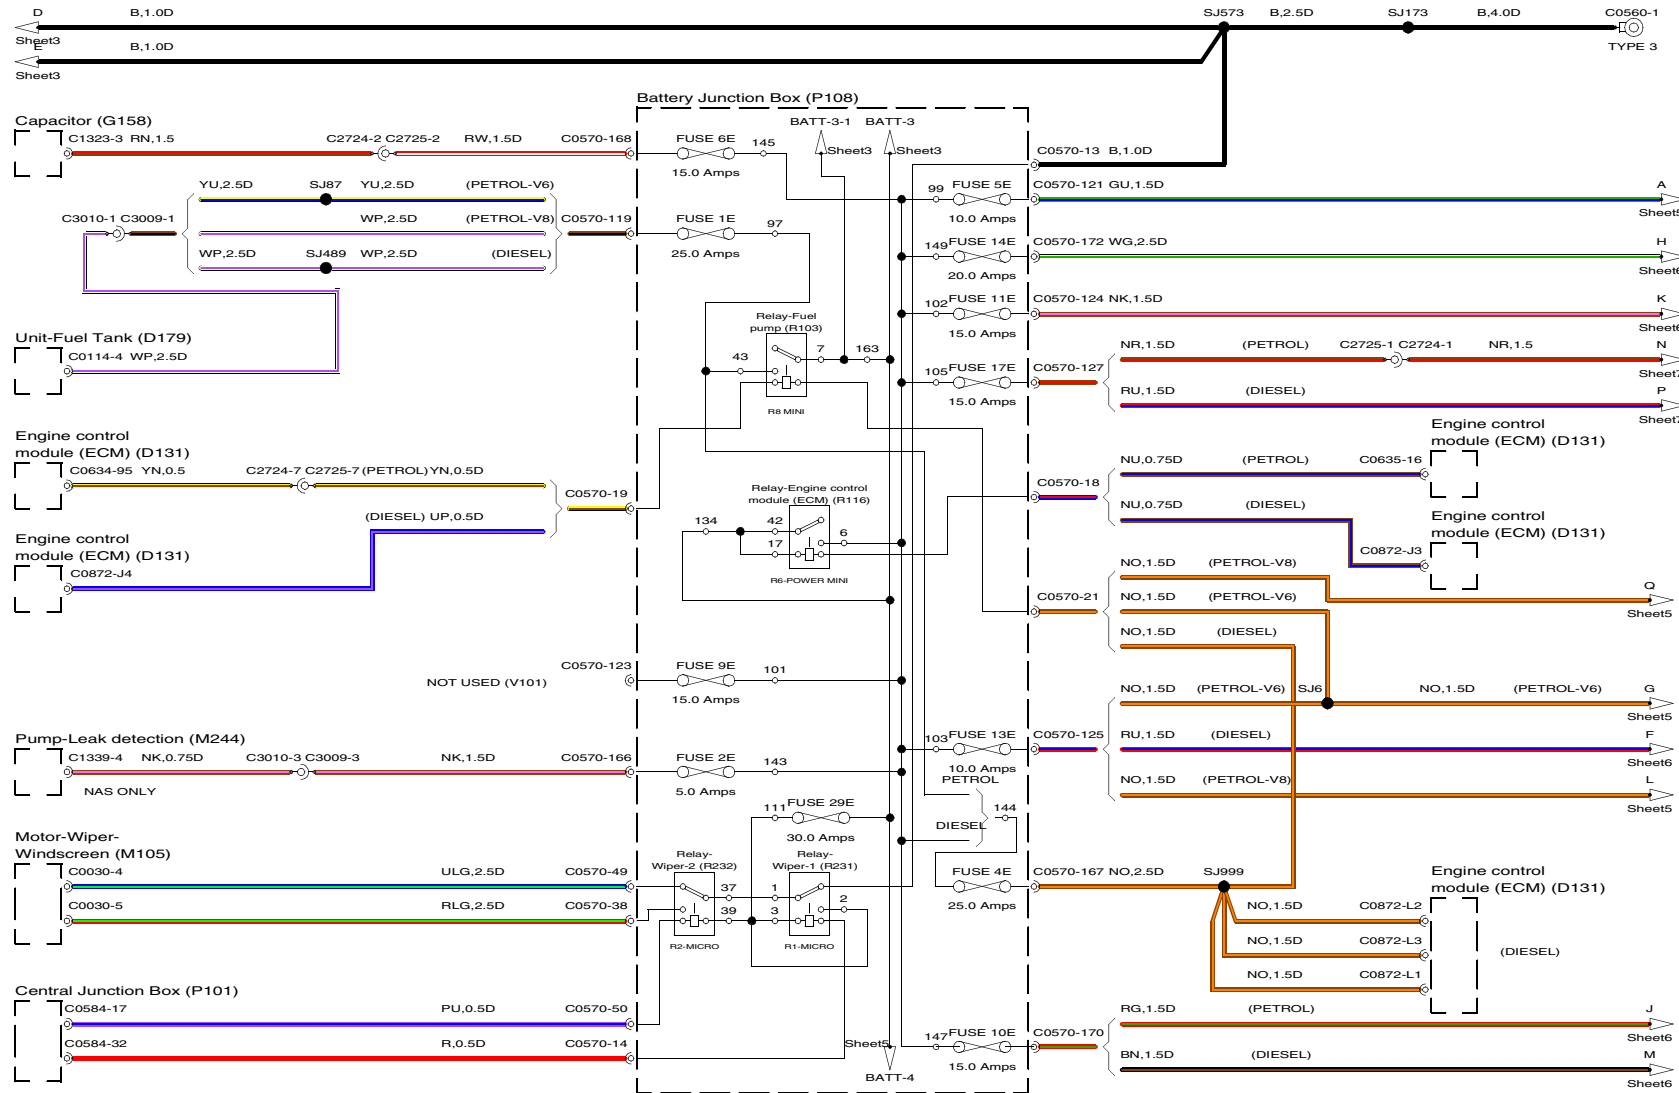 D B,1.0D SJ573 B,2.5D SJ173 B,4.0D C0560-1
Sheet3
E B,1.0D TYPE 3
Sheet3
Battery Junction Box (P108)
Capacitor (G158) BATT-3-1 BATT-3
C1323-3 RN,1.5 C2724-2 C2725-2 RW,1.5D C0570-168 FUSE 6E 145
Sheet3 Sheet3 C0570-13 B,1.0D
15.0 Amps
YU,2.5D SJ87 YU,2.5D (PETROL-V6) 99 FUSE 5E C0570-121 GU,1.5D A
C3010-1 C3009-1 WP,2.5D (PETROL-V8) C0570-119 FUSE 1E 97 10.0 Amps Sheet5
WP,2.5D SJ489 WP,2.5D (DIESEL) 25.0 Amps 149 FUSE 14E C0570-172 WG,2.5D H
20.0 Amps Sheet6
102 FUSE 11E C0570-124 NK,1.5D K
Relay-Fuel
pump (R103)
15.0 Amps Sheet6
Unit-Fuel Tank (D179)
C0114-4 WP,2.5D 43 7 163 NR,1.5D (PETROL) C2725-1 C2724-1 NR,1.5 N
105 FUSE 17E C0570-127 Sheet7
RU,1.5D (DIESEL) P
15.0 Amps
R8 MINI Sheet7
Engine control
module (ECM) (D131)
Engine control
module (ECM) (D131)
C0634-95 YN,0.5 C2724-7 C2725-7 (PETROL) YN,0.5D
NU,0.75D (PETROL) C0635-16
C0570-19 C0570-18
Relay-Engine control
module (ECM) (R116)
(DIESEL) UP,0.5D 134 42 6 NU,0.75D (DIESEL)
Engine control
module (ECM) (D131)
Engine control
module (ECM) (D131)
17 C0872-J3
C0872-J4 R6-POWER MINI NO,1.5D (PETROL-V8)
C0570-21 NO,1.5D (PETROL-V6) Q
Sheet5
NO,1.5D (DIESEL)
C0570-123 FUSE 9E 101
NOT USED (V101) 15.0 Amps
NO,1.5D (PETROL-V6) SJ6 NO,1.5D (PETROL-V6) G
Sheet5
Pump-Leak detection (M244) 103 FUSE 13E C0570-125 RU,1.5D (DIESEL) F
C1339-4 NK,0.75D C3010-3 C3009-3 NK,1.5D C0570-166 FUSE 2E 143 10.0 Amps Sheet6
NAS ONLY 5.0 Amps PETROL NO,1.5D (PETROL-V8) L
111 FUSE 29E 144 Sheet5
DIESEL
30.0 Amps
Motor-Wiper-
Windscreen (M105)
Relay-
Wiper-2 (R232)
Relay-
Wiper-1 (R231)
C0030-4 ULG,2.5D C0570-49 37 1 FUSE 4E C0570-167 NO,2.5D SJ999
Engine control
module (ECM) (D131)
25.0 Amps
C0030-5 RLG,2.5D C0570-38 39 3 2 NO,1.5D C0872-L2
R2-MICRO R1-MICRO NO,1.5D C0872-L3 (DIESEL)
NO,1.5D C0872-L1
Central Junction Box (P101)
C0584-17 PU,0.5D C0570-50 RG,1.5D (PETROL) J
C0584-32 R,0.5D C0570-14 Sheet5 147 FUSE 10E C0570-170 Sheet6
BN,1.5D (DIESEL) M
15.0 Amps
BATT-4 Sheet6